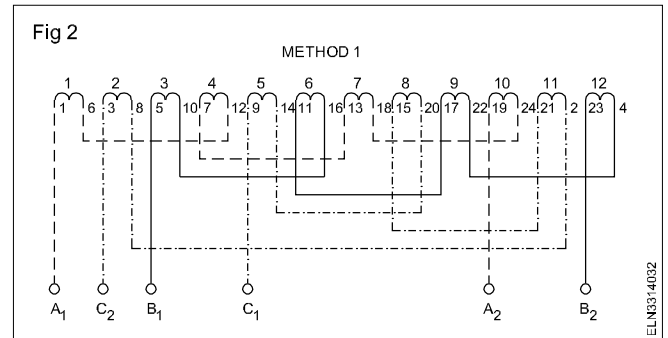 Fig 2
METHOD 1
1 2 3 4 5 6 7 8 9 10 11 12
1 6 3 8 5 10 7 12 9 14 11 16 13 18 15 20 17 22 19 24 21 2 23 4
A1 C2 B1 C1 A2 B2
ELN3314032